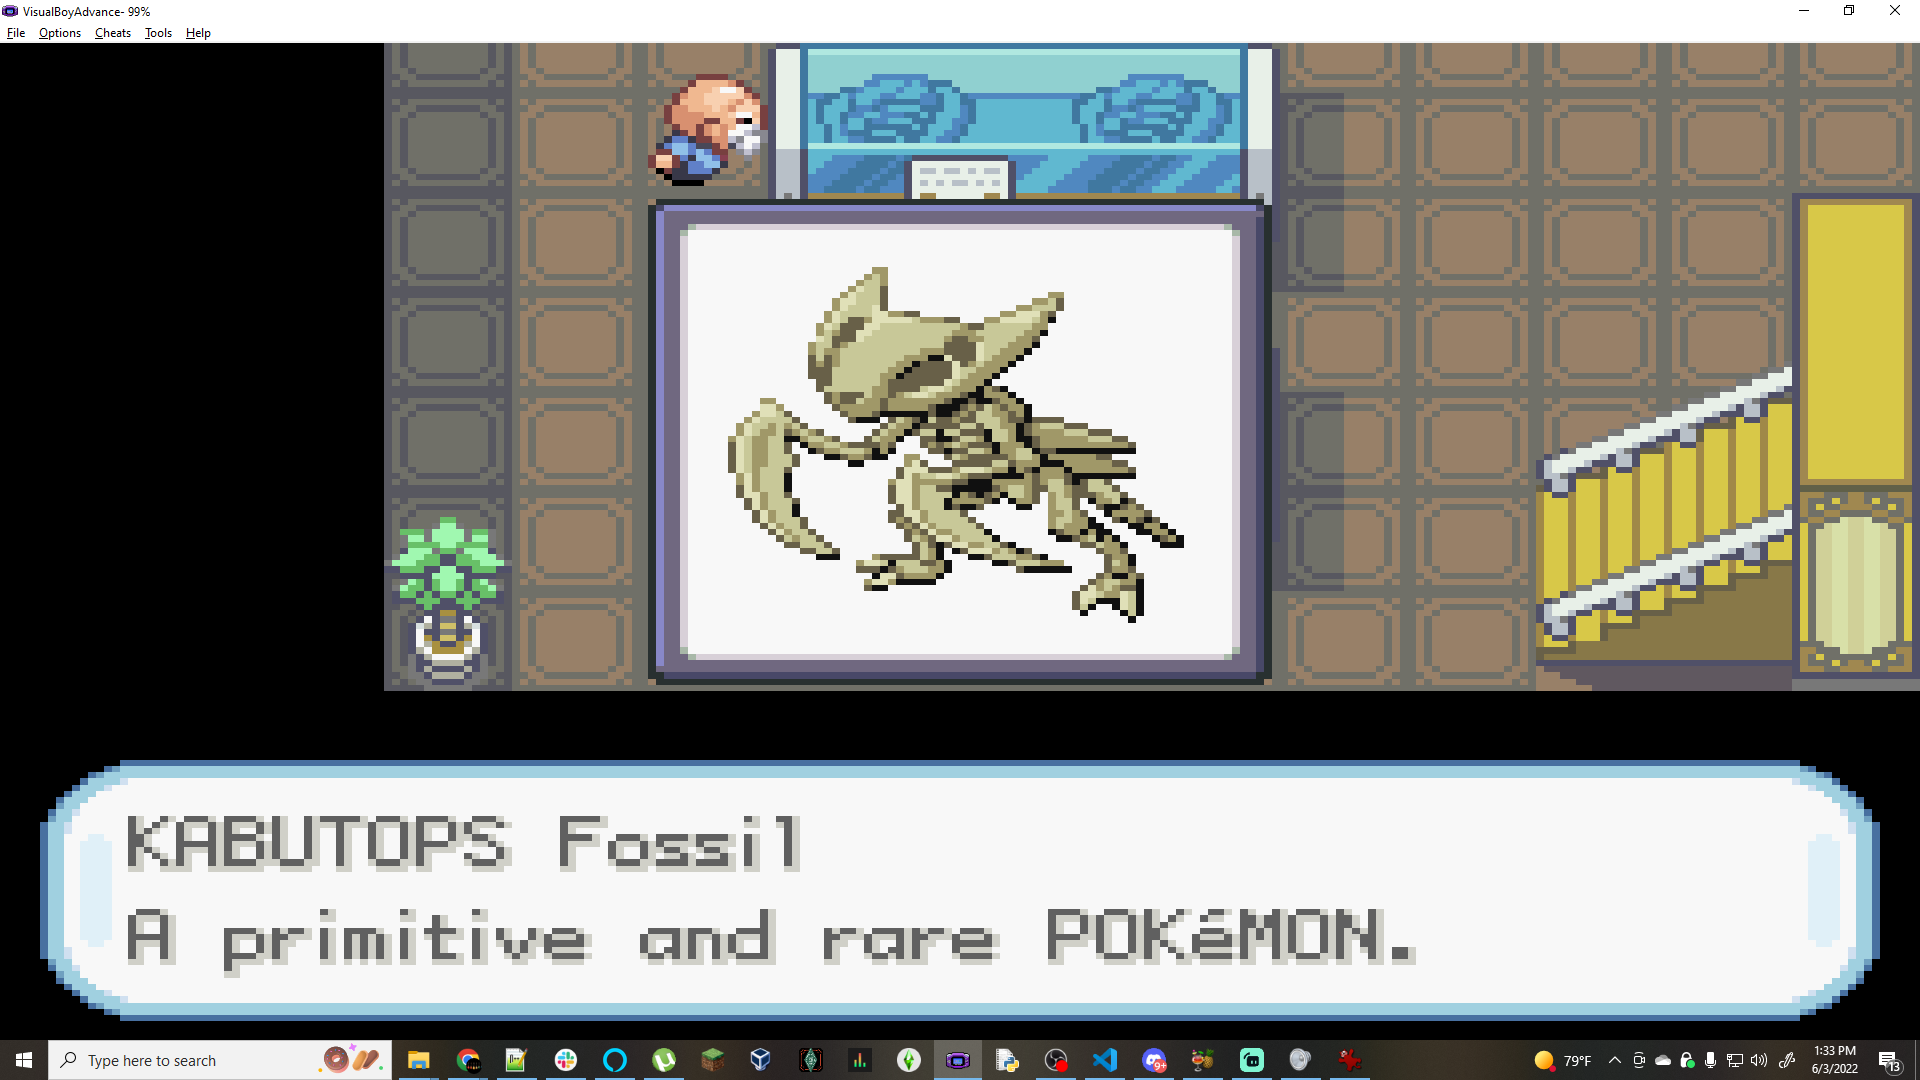 VisualBoyAdvance- 99%
File Options Cheats Tools Help
KABUTOPS Fossil
A primitive and rare POKéMON.
Type here to search
9+
79°F
1:33 PM
6/3/2022
13